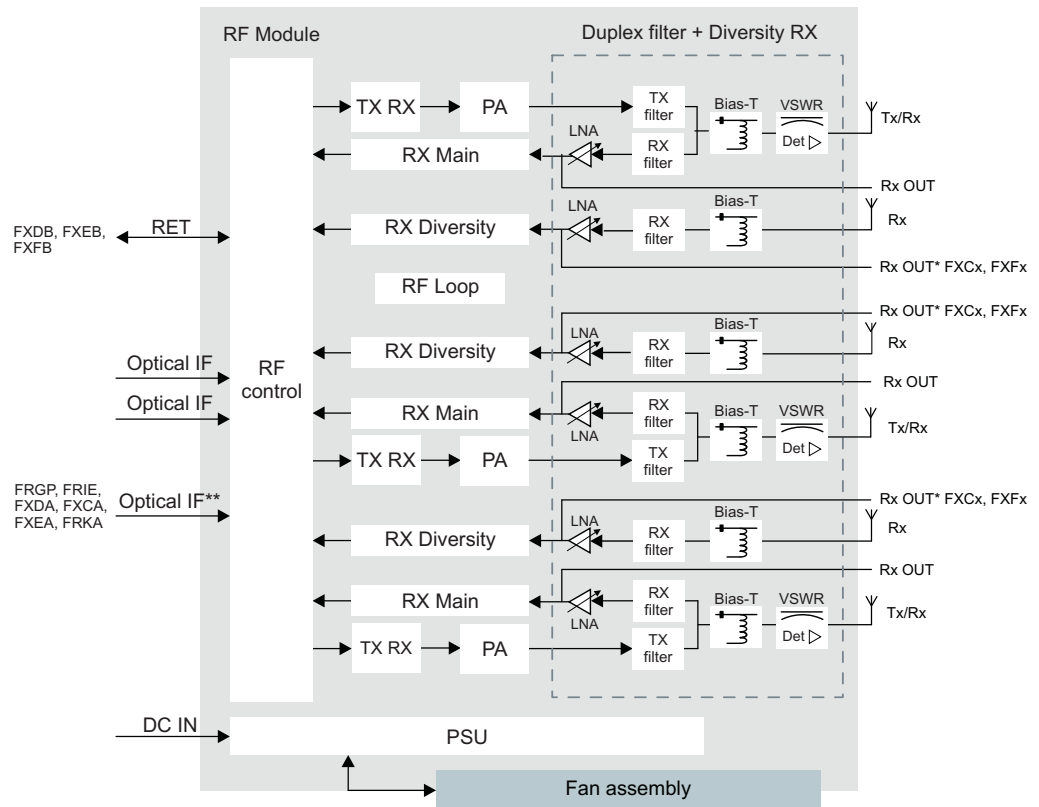 RF Module
Duplex filter + Diversity RX
TX RX
PA
TX
filter
Bias-T
VSWR
Det
Tx/Rx
LNA
RX Main
RX
filter
Rx OUT
FXDB, FXEB,
FXFB
RET
RX Diversity
LNA
RX
filter
Bias-T
Rx
Rx OUT* FXCx, FXFx
RF Loop
Rx OUT* FXCx, FXFx
RX Diversity
LNA
RX
filter
Bias-T
Rx
Optical IF
Optical IF
RF
control
Rx OUT
RX Main
LNA
RX
filter
Bias-T
VSWR
Det
Tx/Rx
TX RX
PA
TX
filter
FRGP, FRIE,
FXDA, FXCA,
FXEA, FRKA
Optical IF**
Rx OUT* FXCx, FXFx
RX Diversity
LNA
RX
filter
Bias-T
Rx
Rx OUT
RX Main
LNA
RX
filter
Bias-T
VSWR
Det
Tx/Rx
TX RX
PA
TX
filter
DC IN
PSU
Fan assembly